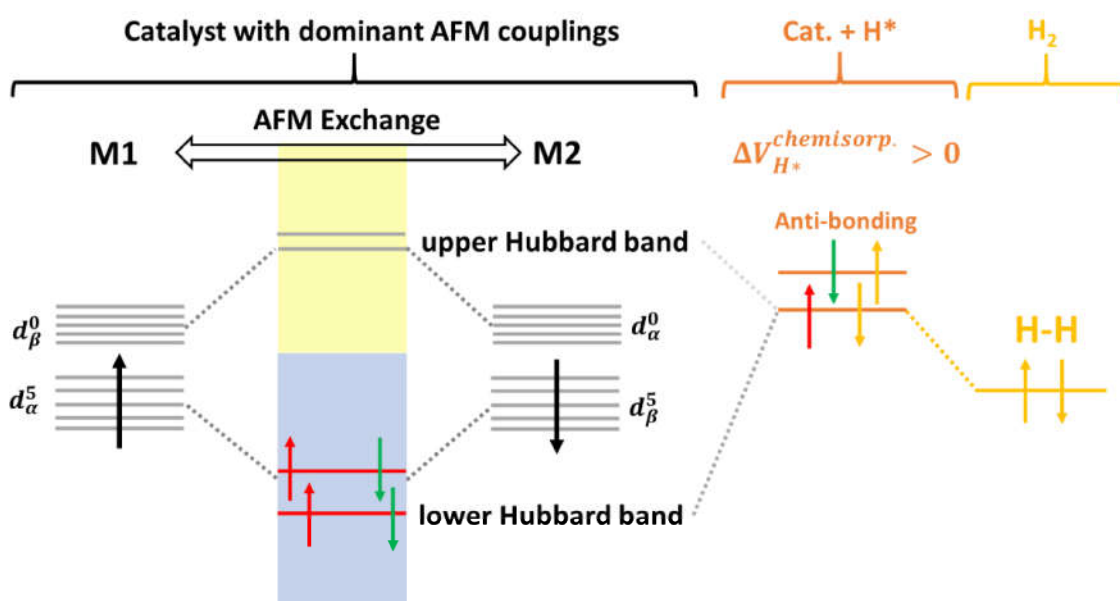 Catalyst with dominant AFM couplings
Cat. + H*
H₂
AFM Exchange
M1
M2
ΔV_{H*}^{chemisorp.} > 0
Anti-bonding
upper Hubbard band
d_β^0
d_α^0
H-H
d_α^5
d_β^5
lower Hubbard band